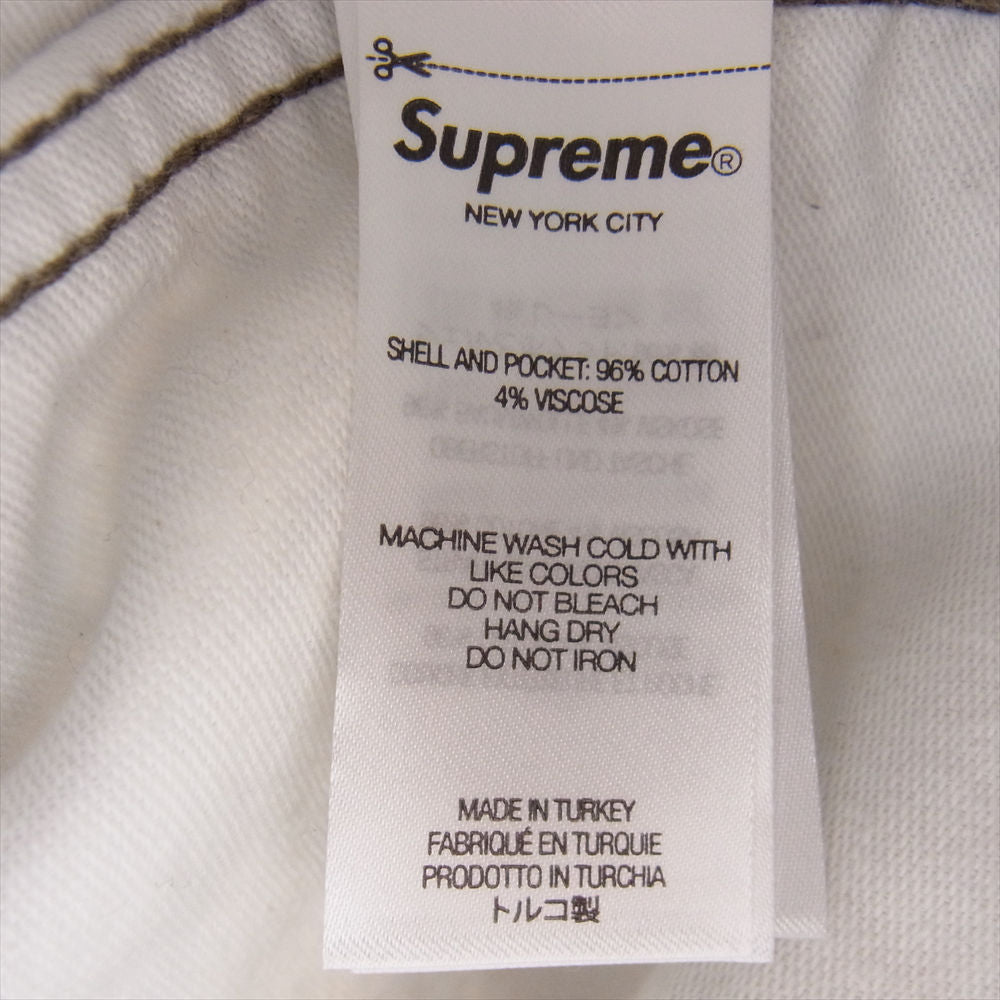 Supreme®
NEW YORK CITY
SHELL AND POCKET: 96% COTTON
4% VISCOSE
MACHINE WASH COLD WITH
LIKE COLORS
DO NOT BLEACH
HANG DRY
DO NOT IRON
MADE IN TURKEY
FABRIQUÉ EN TURQUIE
PRODOTTO IN TURCHIA
トルコ製